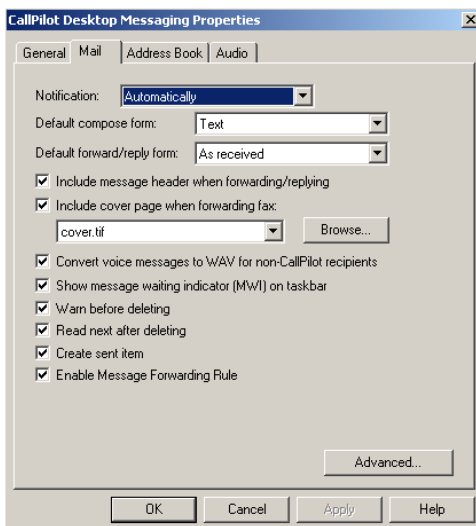 CallPilot Desktop Messaging Properties
General Mail Address Book Audio
Notification: Automatically
Default compose form: Text
Default forward/reply form: As received
Include message header when forwarding/replying
Include cover page when forwarding fax:
cover.tif Browse...
Convert voice messages to WAV for non-CallPilot recipients
Show message waiting indicator (MWI) on taskbar
Warn before deleting
Read next after deleting
Create sent item
Enable Message Forwarding Rule
Advanced...
OK Cancel Apply Help